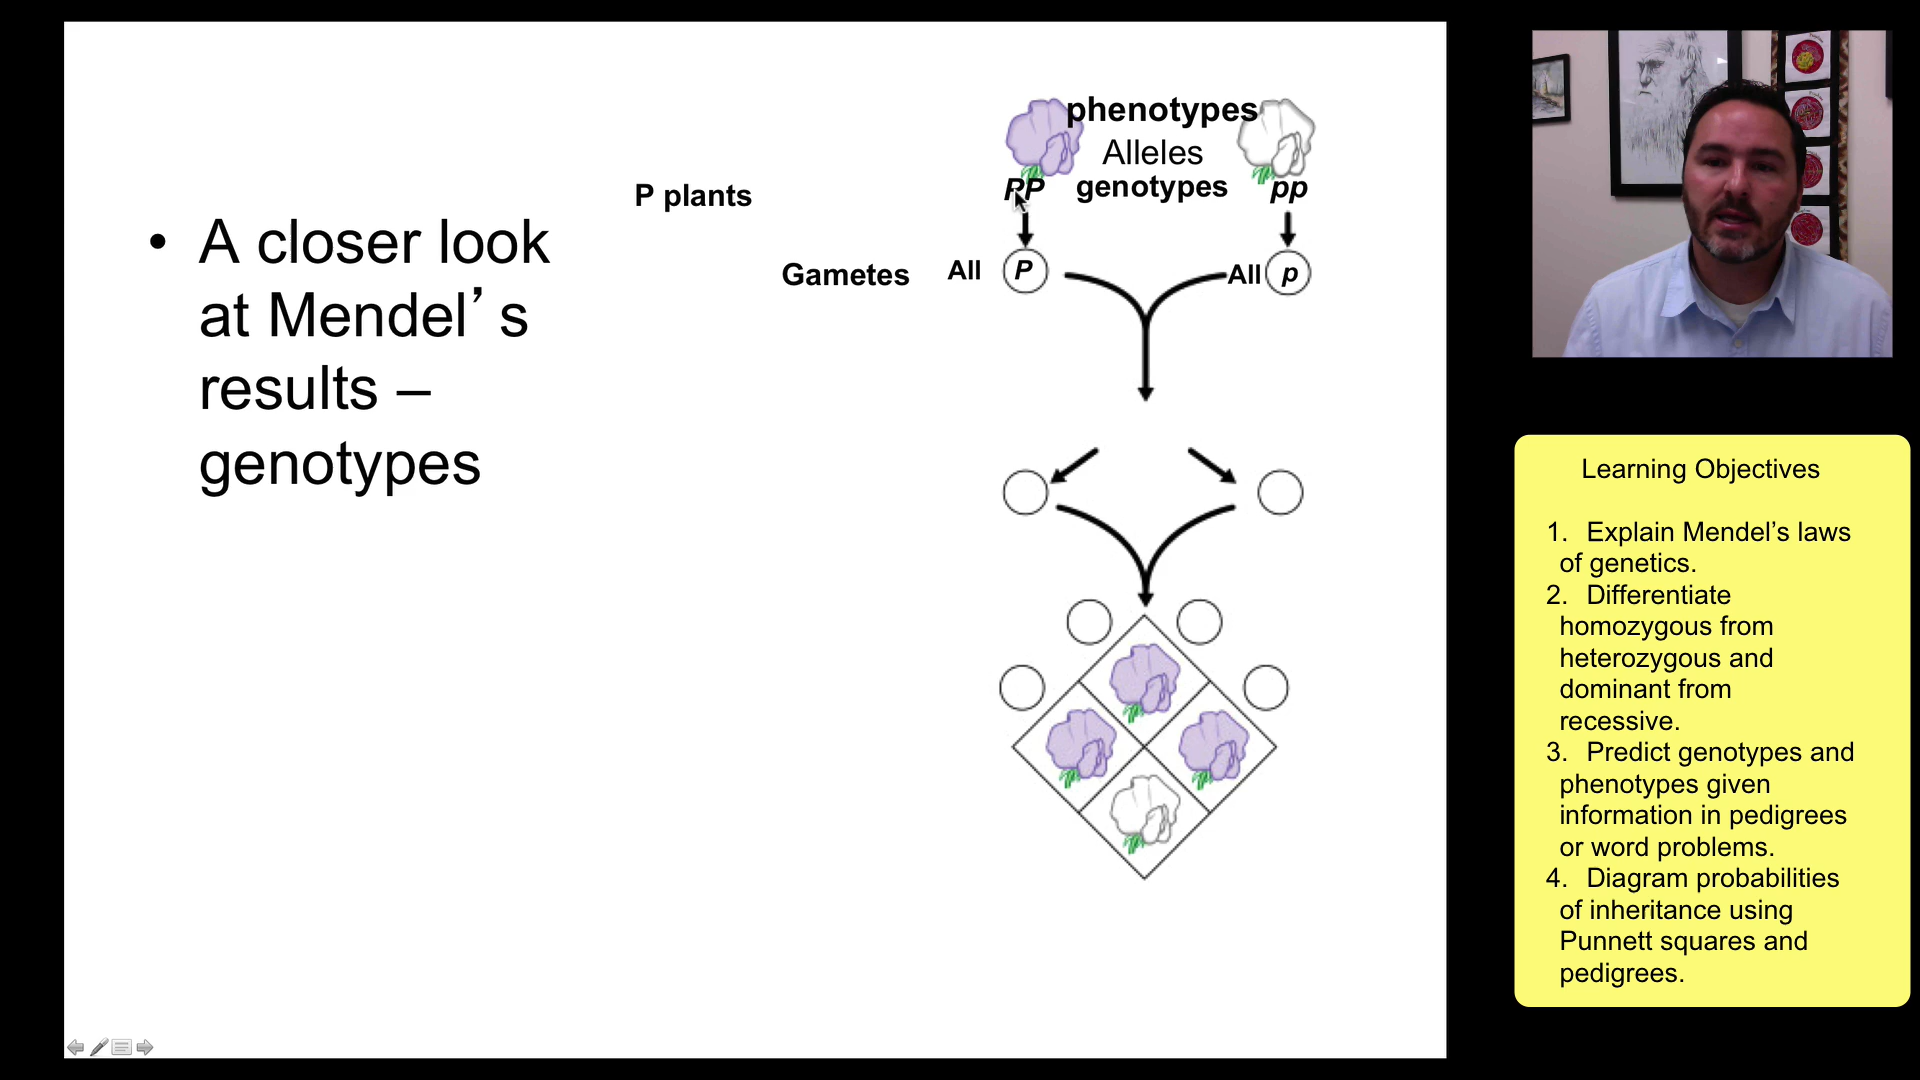 phenotypes
Alleles
PP genotypes pp
P plants
Gametes All P All p
• A closer look
at Mendel’s
results –
genotypes
Learning Objectives
1. Explain Mendel’s laws
of genetics.
2. Differentiate
homozygous from
heterozygous and
dominant from
recessive.
3. Predict genotypes and
phenotypes given
information in pedigrees
or word problems.
4. Diagram probabilities
of inheritance using
Punnett squares and
pedigrees.